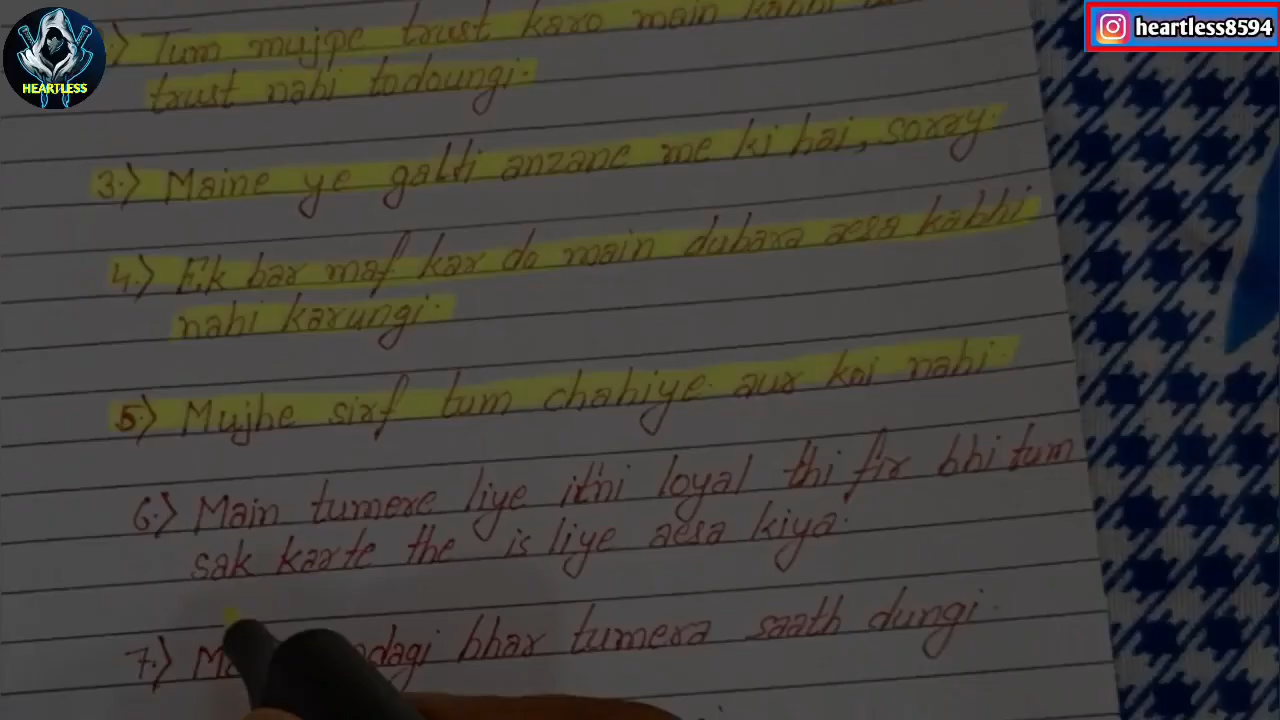 HEARTLESS
heartless8594
Tum mujpe trust karo main kabhi
trust nahi todoungi.
3.) Maine ye galti anzane me ki hai, sorry.
4.) Ek bar maf kar do main dubara aesa kabhi
nahi karungi.
5.) Mujhe sirf tum chahiye aur koi nahi.
6.) Main tumere liye itni loyal thi fir bhi tum
sak karte the is liye aesa kiya.
7.) bhar tumera saath dungi.